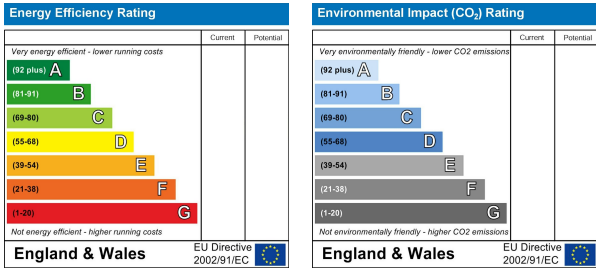 Energy Efficiency Rating
Current Potential
Very energy efficient - lower running costs
(92 plus) A
(81-91) B
(69-80) C
(55-68) D
(39-54) E
(21-38) F
(1-20) G
Not energy efficient - higher running costs
England & Wales
EU Directive
2002/91/EC
Environmental Impact (CO2) Rating
Current Potential
Very environmentally friendly - lower CO2 emissions
(92 plus) A
(81-91) B
(69-80) C
(55-68) D
(39-54) E
(21-38) F
(1-20) G
Not environmentally friendly - higher CO2 emissions
England & Wales
EU Directive
2002/91/EC